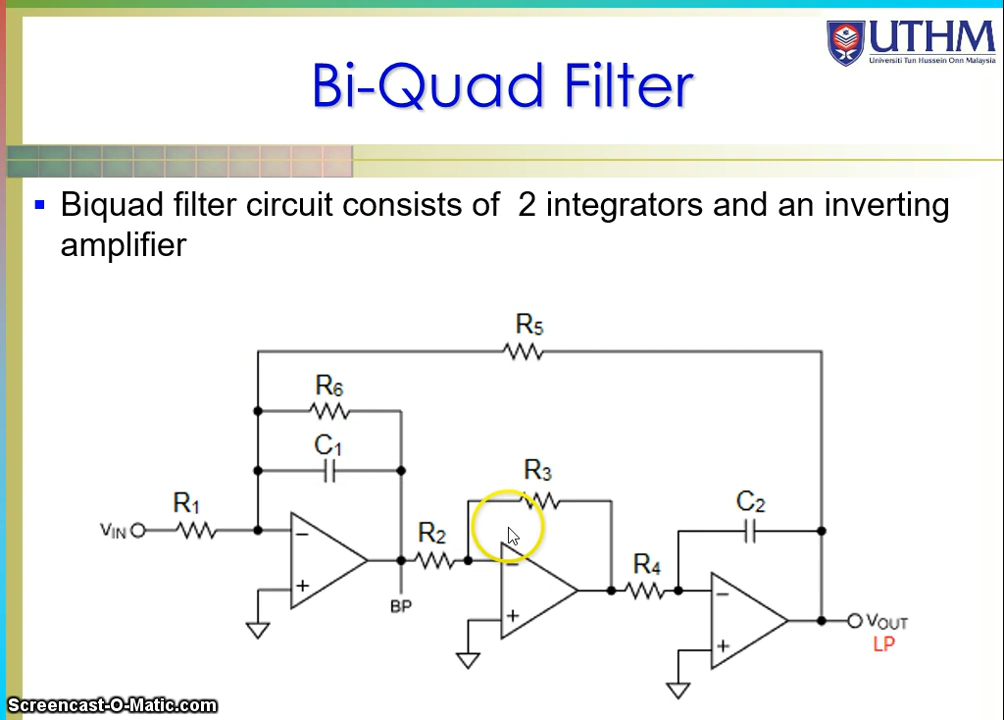 UTHM
Universiti Tun Hussein Onn Malaysia
Bi-Quad Filter
Biquad filter circuit consists of 2 integrators and an inverting
amplifier
R5
R6
C1
R3
R1
C2
VIN
R2
R4
BP
VOUT
LP
Screencast-O-Matic.com